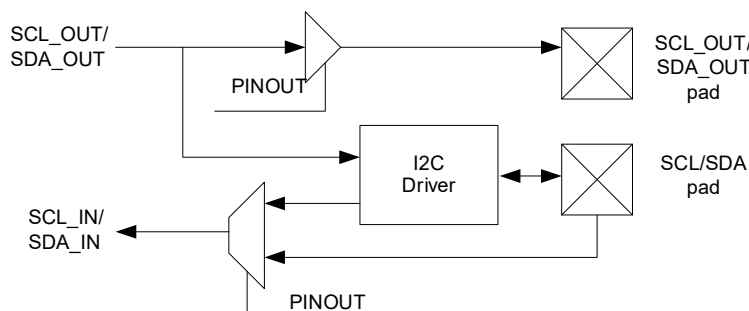 SCL_OUT/
SDA_OUT
PINOUT
SCL_OUT/
SDA_OUT
pad
I2C
Driver
SCL/SDA
pad
SCL_IN/
SDA_IN
PINOUT